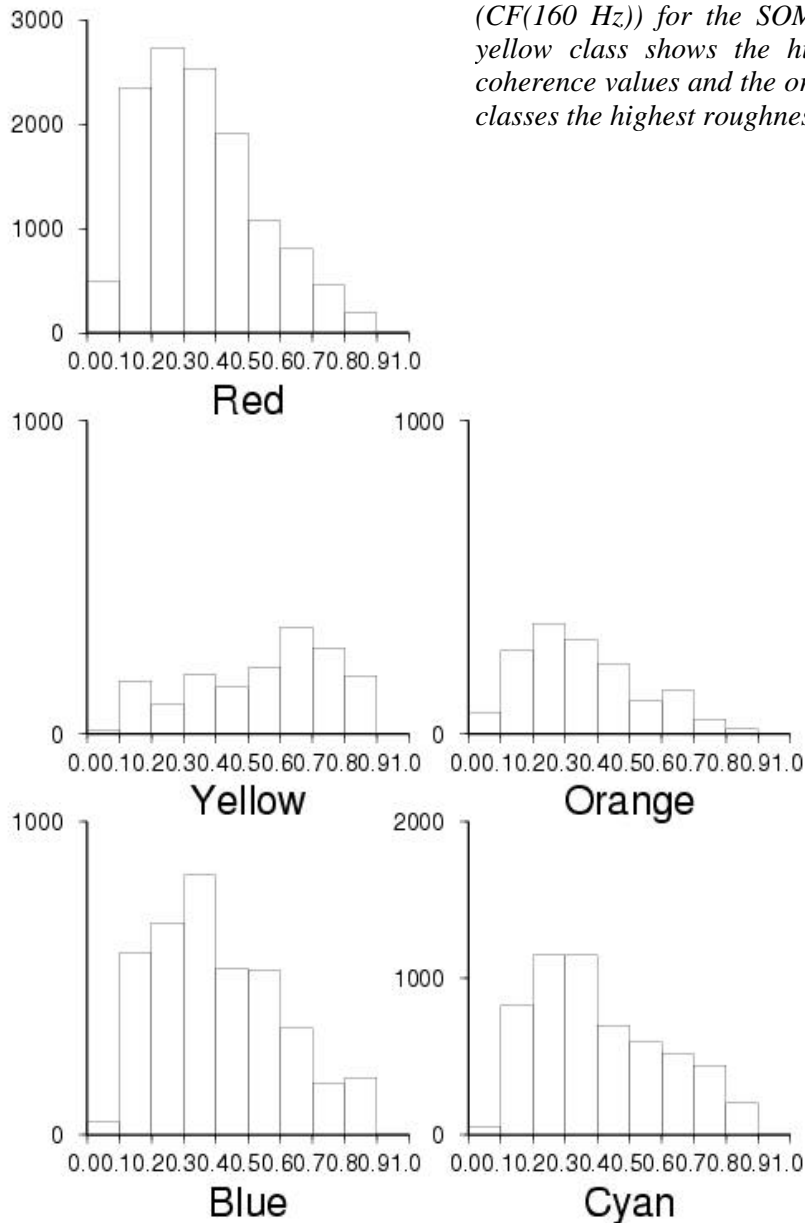 (CF(160 Hz)) for the SOM
yellow class shows the hi
coherence values and the or
classes the highest roughnes
3000
2000
1000
0
0.00.10.20.30.40.50.60.70.80.91.0
Red
1000
0
0.00.10.20.30.40.50.60.70.80.91.0
Yellow
1000
0
0.00.10.20.30.40.50.60.70.80.91.0
Orange
1000
0
0.00.10.20.30.40.50.60.70.80.91.0
Blue
2000
1000
0
0.00.10.20.30.40.50.60.70.80.91.0
Cyan